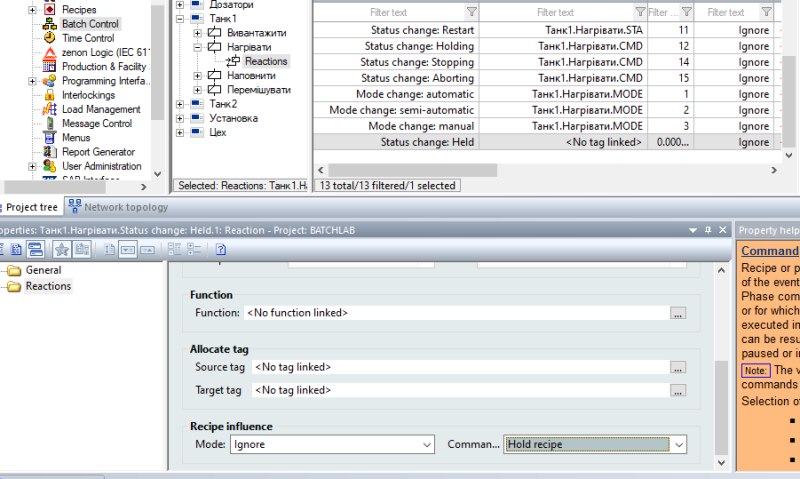 Recipes
Batch Control
Time Control
zenon Logic (IEC 611
Production & Facility
Programming Interfa...
Interlockings
Load Management
Message Control
Menus
Report Generator
User Administration
SAP Interface
Дозатори
Танк1
Вивантажити
Нагрівати
Reactions
Наповнити
Перемішувати
Танк2
Установка
Цех
Selected: Reactions: Танк1.На
Filter text Filter text Filter ... Filter text
Status change: Restart Танк1.Нагрівати.STA 11 Ignore
Status change: Holding Танк1.Нагрівати.CMD 12 Ignore
Status change: Stopping Танк1.Нагрівати.CMD 14 Ignore
Status change: Aborting Танк1.Нагрівати.CMD 15 Ignore
Mode change: automatic Танк1.Нагрівати.MODE 1 Ignore
Mode change: semi-automatic Танк1.Нагрівати.MODE 2 Ignore
Mode change: manual Танк1.Нагрівати.MODE 3 Ignore
Status change: Held <No tag linked> 0.000... Ignore
13 total/13 filtered/1 selected
Project tree Network topology
operties: Танк1.Нагрівати.Status change: Held.1: Reaction - Project: BATCHLAB
General
Reactions
Function
Function: <No function linked> ...
Allocate tag
Source tag <No tag linked> ...
Target tag <No tag linked> ...
Recipe influence
Mode: Ignore Comman... Hold recipe
Property help
Command
Recipe or p
of the event
Phase com
or for which
executed in
can be resu
paused or i
Note: The v
commands
Selection of